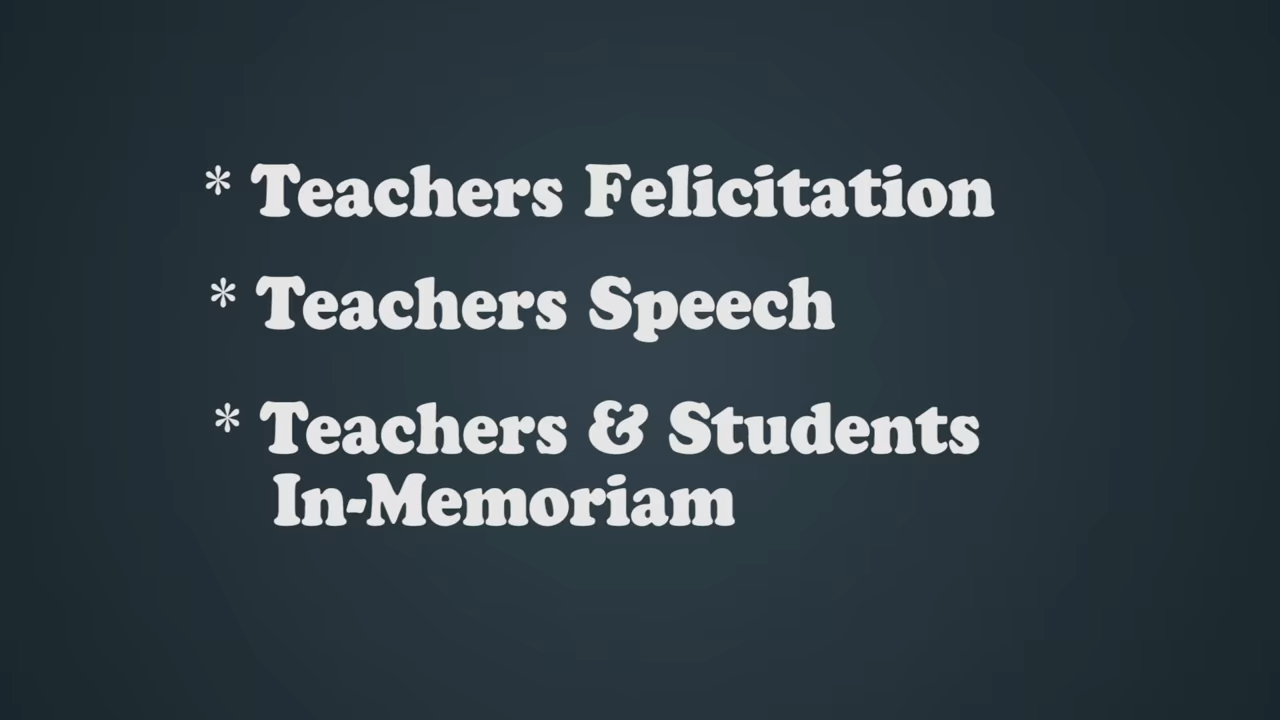 * Teachers Felicitation
* Teachers Speech
* Teachers & Students
In-Memoriam